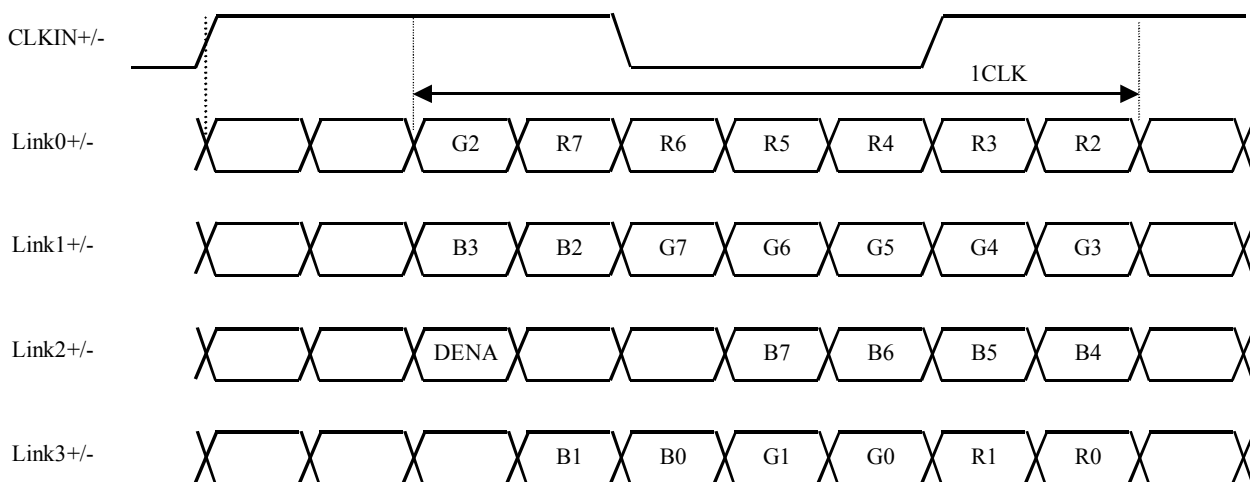 CLKIN+/-
1CLK
Link0+/- G2 R7 R6 R5 R4 R3 R2
Link1+/- B3 B2 G7 G6 G5 G4 G3
Link2+/- DENA B7 B6 B5 B4
Link3+/- B1 B0 G1 G0 R1 R0